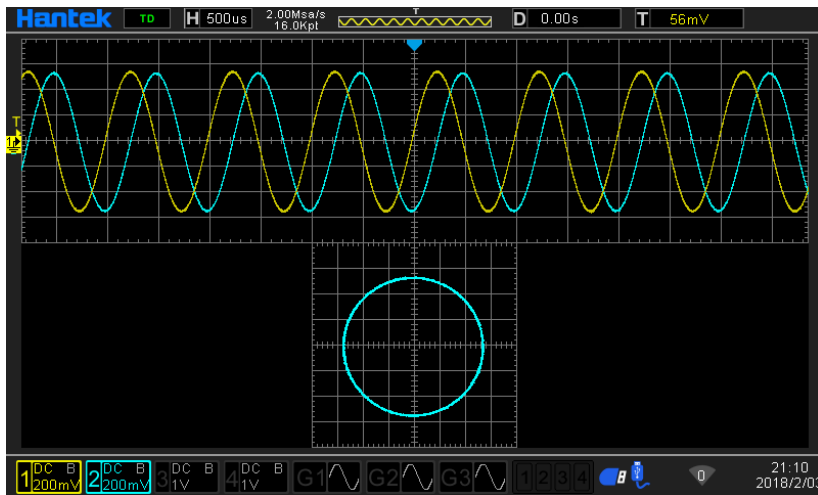 Hantek TD H 500us 2.00Msa/s T D 0.00s T 56mV
16.0Kpt
T
1
1 DC B 2 DC B 3 DC B 4 DC B G1 G2 G3 1 2 3 4 0 21:10
200mV 200mV 1V 1V 2018/2/03